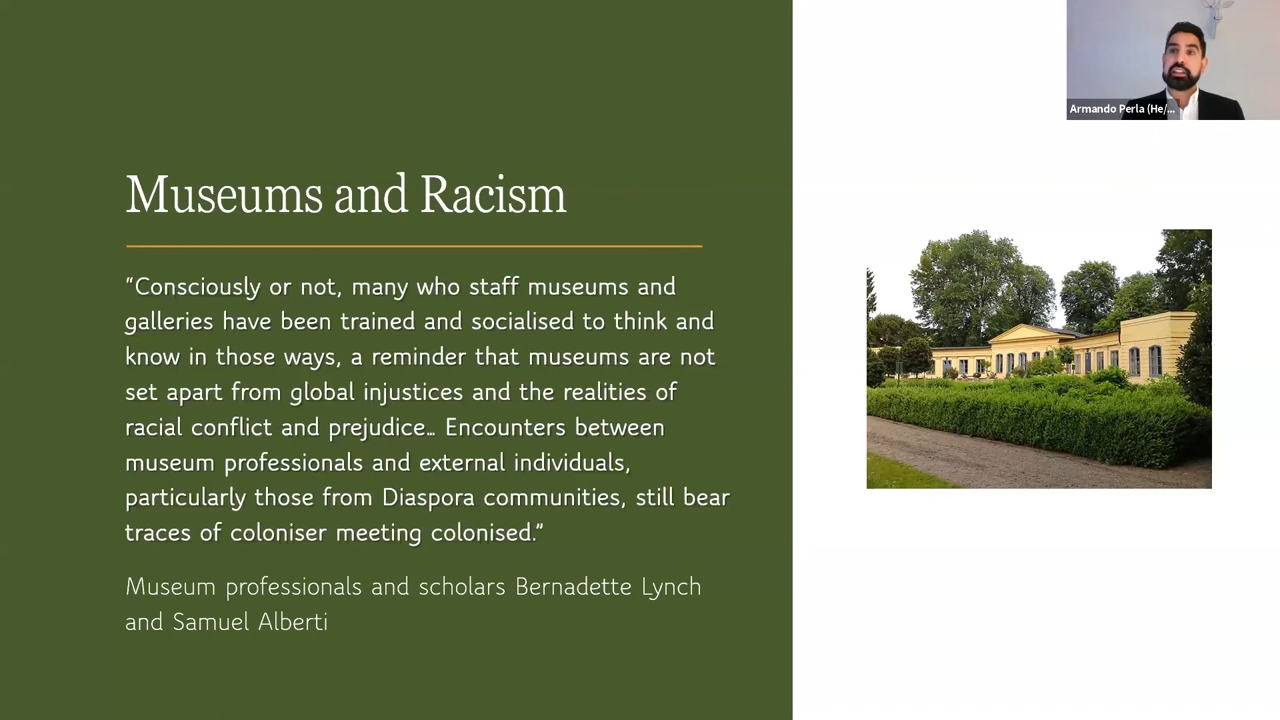 Armando Perla (He/...
Museums and Racism
“Consciously or not, many who staff museums and
galleries have been trained and socialised to think and
know in those ways, a reminder that museums are not
set apart from global injustices and the realities of
racial conflict and prejudice… Encounters between
museum professionals and external individuals,
particularly those from Diaspora communities, still bear
traces of coloniser meeting colonised.”
Museum professionals and scholars Bernadette Lynch
and Samuel Alberti